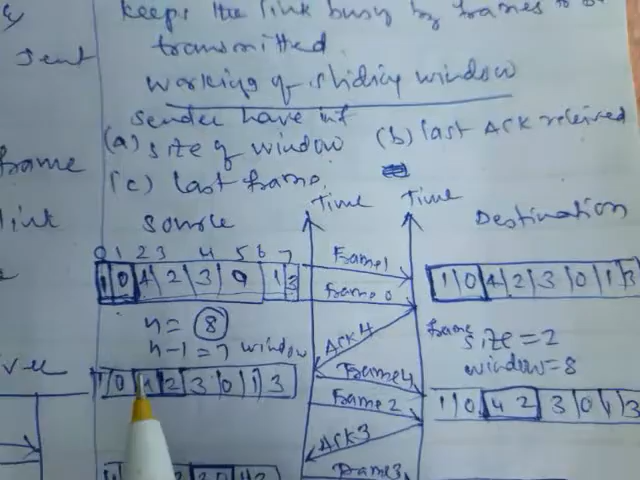 keeps the link busy by frames to be
sent
transmitted.
working of sliding window
sender have inf
(a) size of window
(b) last ACK received
frame
(c) last frame.
link
source
Time
Time
Destination
0 1 2 3 4 5 6 7
1 0 4 2 3 0 1 3
Frame 1
1 0 4 2 3 0 1 3
frame 0
n = 8
n-1 = 7 window
Ack 4
frame size = 2
window = 8
1 0 4 2 3 0 1 3
Frame 4
Frame 2
1 0 4 2 3 0 1 3
Ack 3
Frame 3